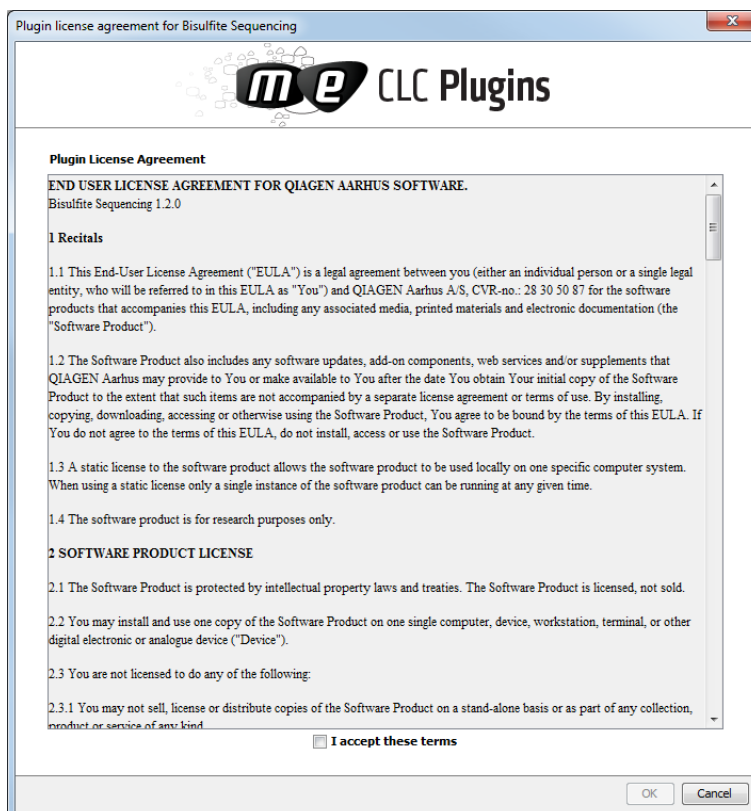 Plugin license agreement for Bisulfite Sequencing
me CLC Plugins
Plugin License Agreement
END USER LICENSE AGREEMENT FOR QIAGEN AARHUS SOFTWARE.
Bisulfite Sequencing 1.2.0
1 Recitals
1.1 This End-User License Agreement ("EULA") is a legal agreement between you (either an individual person or a single legal
entity, who will be referred to in this EULA as "You") and QIAGEN Aarhus A/S, CVR-no.: 28 30 50 87 for the software
products that accompanies this EULA, including any associated media, printed materials and electronic documentation (the
"Software Product").
1.2 The Software Product also includes any software updates, add-on components, web services and/or supplements that
QIAGEN Aarhus may provide to You or make available to You after the date You obtain Your initial copy of the Software
Product to the extent that such items are not accompanied by a separate license agreement or terms of use. By installing,
copying, downloading, accessing or otherwise using the Software Product, You agree to be bound by the terms of this EULA. If
You do not agree to the terms of this EULA, do not install, access or use the Software Product.
1.3 A static license to the software product allows the software product to be used locally on one specific computer system.
When using a static license only a single instance of the software product can be running at any given time.
1.4 The software product is for research purposes only.
2 SOFTWARE PRODUCT LICENSE
2.1 The Software Product is protected by intellectual property laws and treaties. The Software Product is licensed, not sold.
2.2 You may install and use one copy of the Software Product on one single computer, device, workstation, terminal, or other
digital electronic or analogue device ("Device").
2.3 You are not licensed to do any of the following:
2.3.1 You may not sell, license or distribute copies of the Software Product on a stand-alone basis or as part of any collection,
product or service of any kind
I accept these terms
OK Cancel